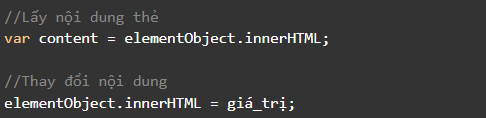 //Lấy nội dung thẻ
var content = elementObject.innerHTML;
//Thay đổi nội dung
elementObject.innerHTML = giá_trị;